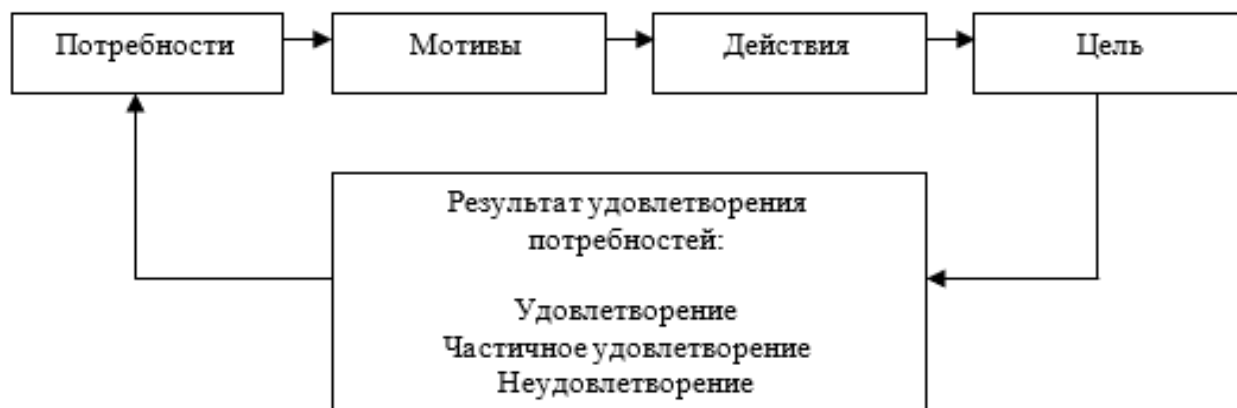 Потребности
Мотивы
Действия
Цель
Результат удовлетворения
потребностей:
Удовлетворение
Частичное удовлетворение
Неудовлетворение